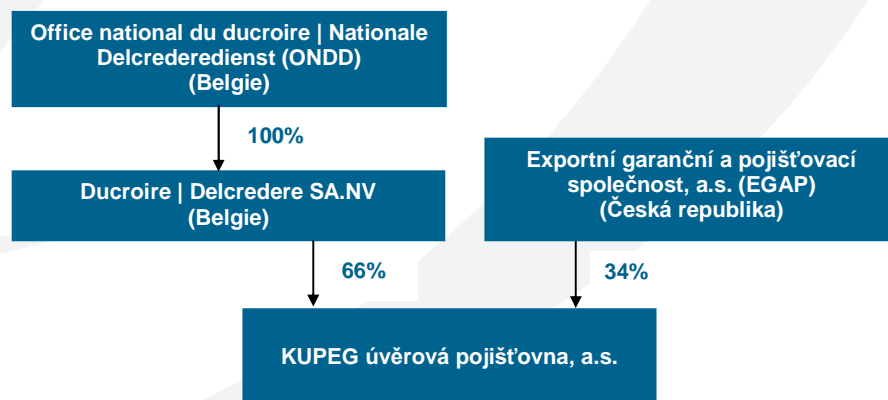 Office national du ducroire | Nationale
Delcrederedienst (ONDD)
(Belgie)
100%
Ducroire | Delcredere SA.NV
(Belgie)
Exportní garanční a pojišťovací
společnost, a.s. (EGAP)
(Česká republika)
66%
34%
KUPEG úvěrová pojišťovna, a.s.